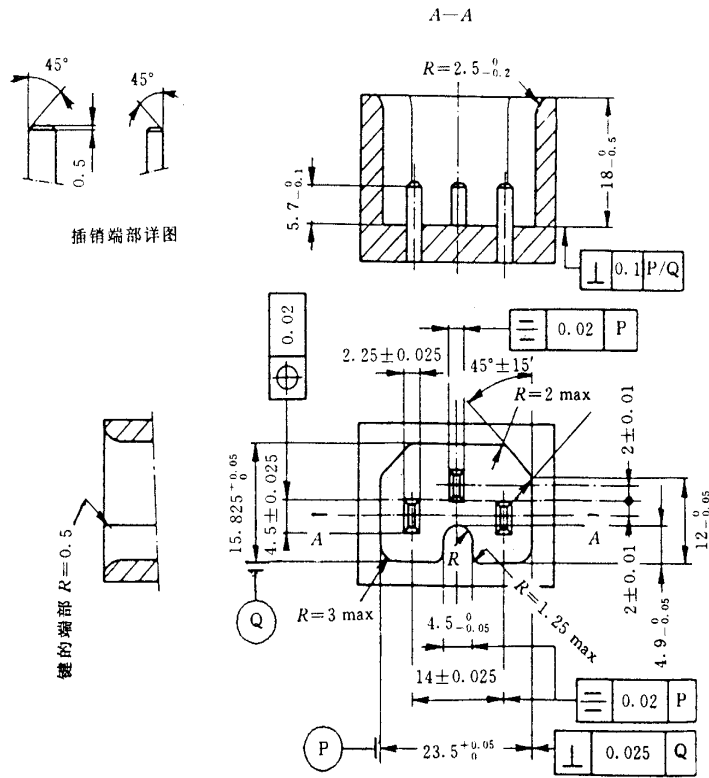 A—A
45°
45°
0.5
插销端部详图
R=2.5 0 -0.2
5.7 0 -0.1
18 0 -0.5
⊥ 0.1 P/Q
⌖ 0.02
2.25±0.025
⌯ 0.02 P
45°±15′
R=2 max
15.825 +0.05 0
4.5±0.025
A
A
R
2±0.01
2±0.01
12 0 -0.05
4.9 0 -0.05
键的端部 R=0.5
Q
R=3 max
4.5 0 -0.05
R=1.25 max
14±0.025
⌯ 0.02 P
P
23.5 +0.05 0
⊥ 0.025 Q